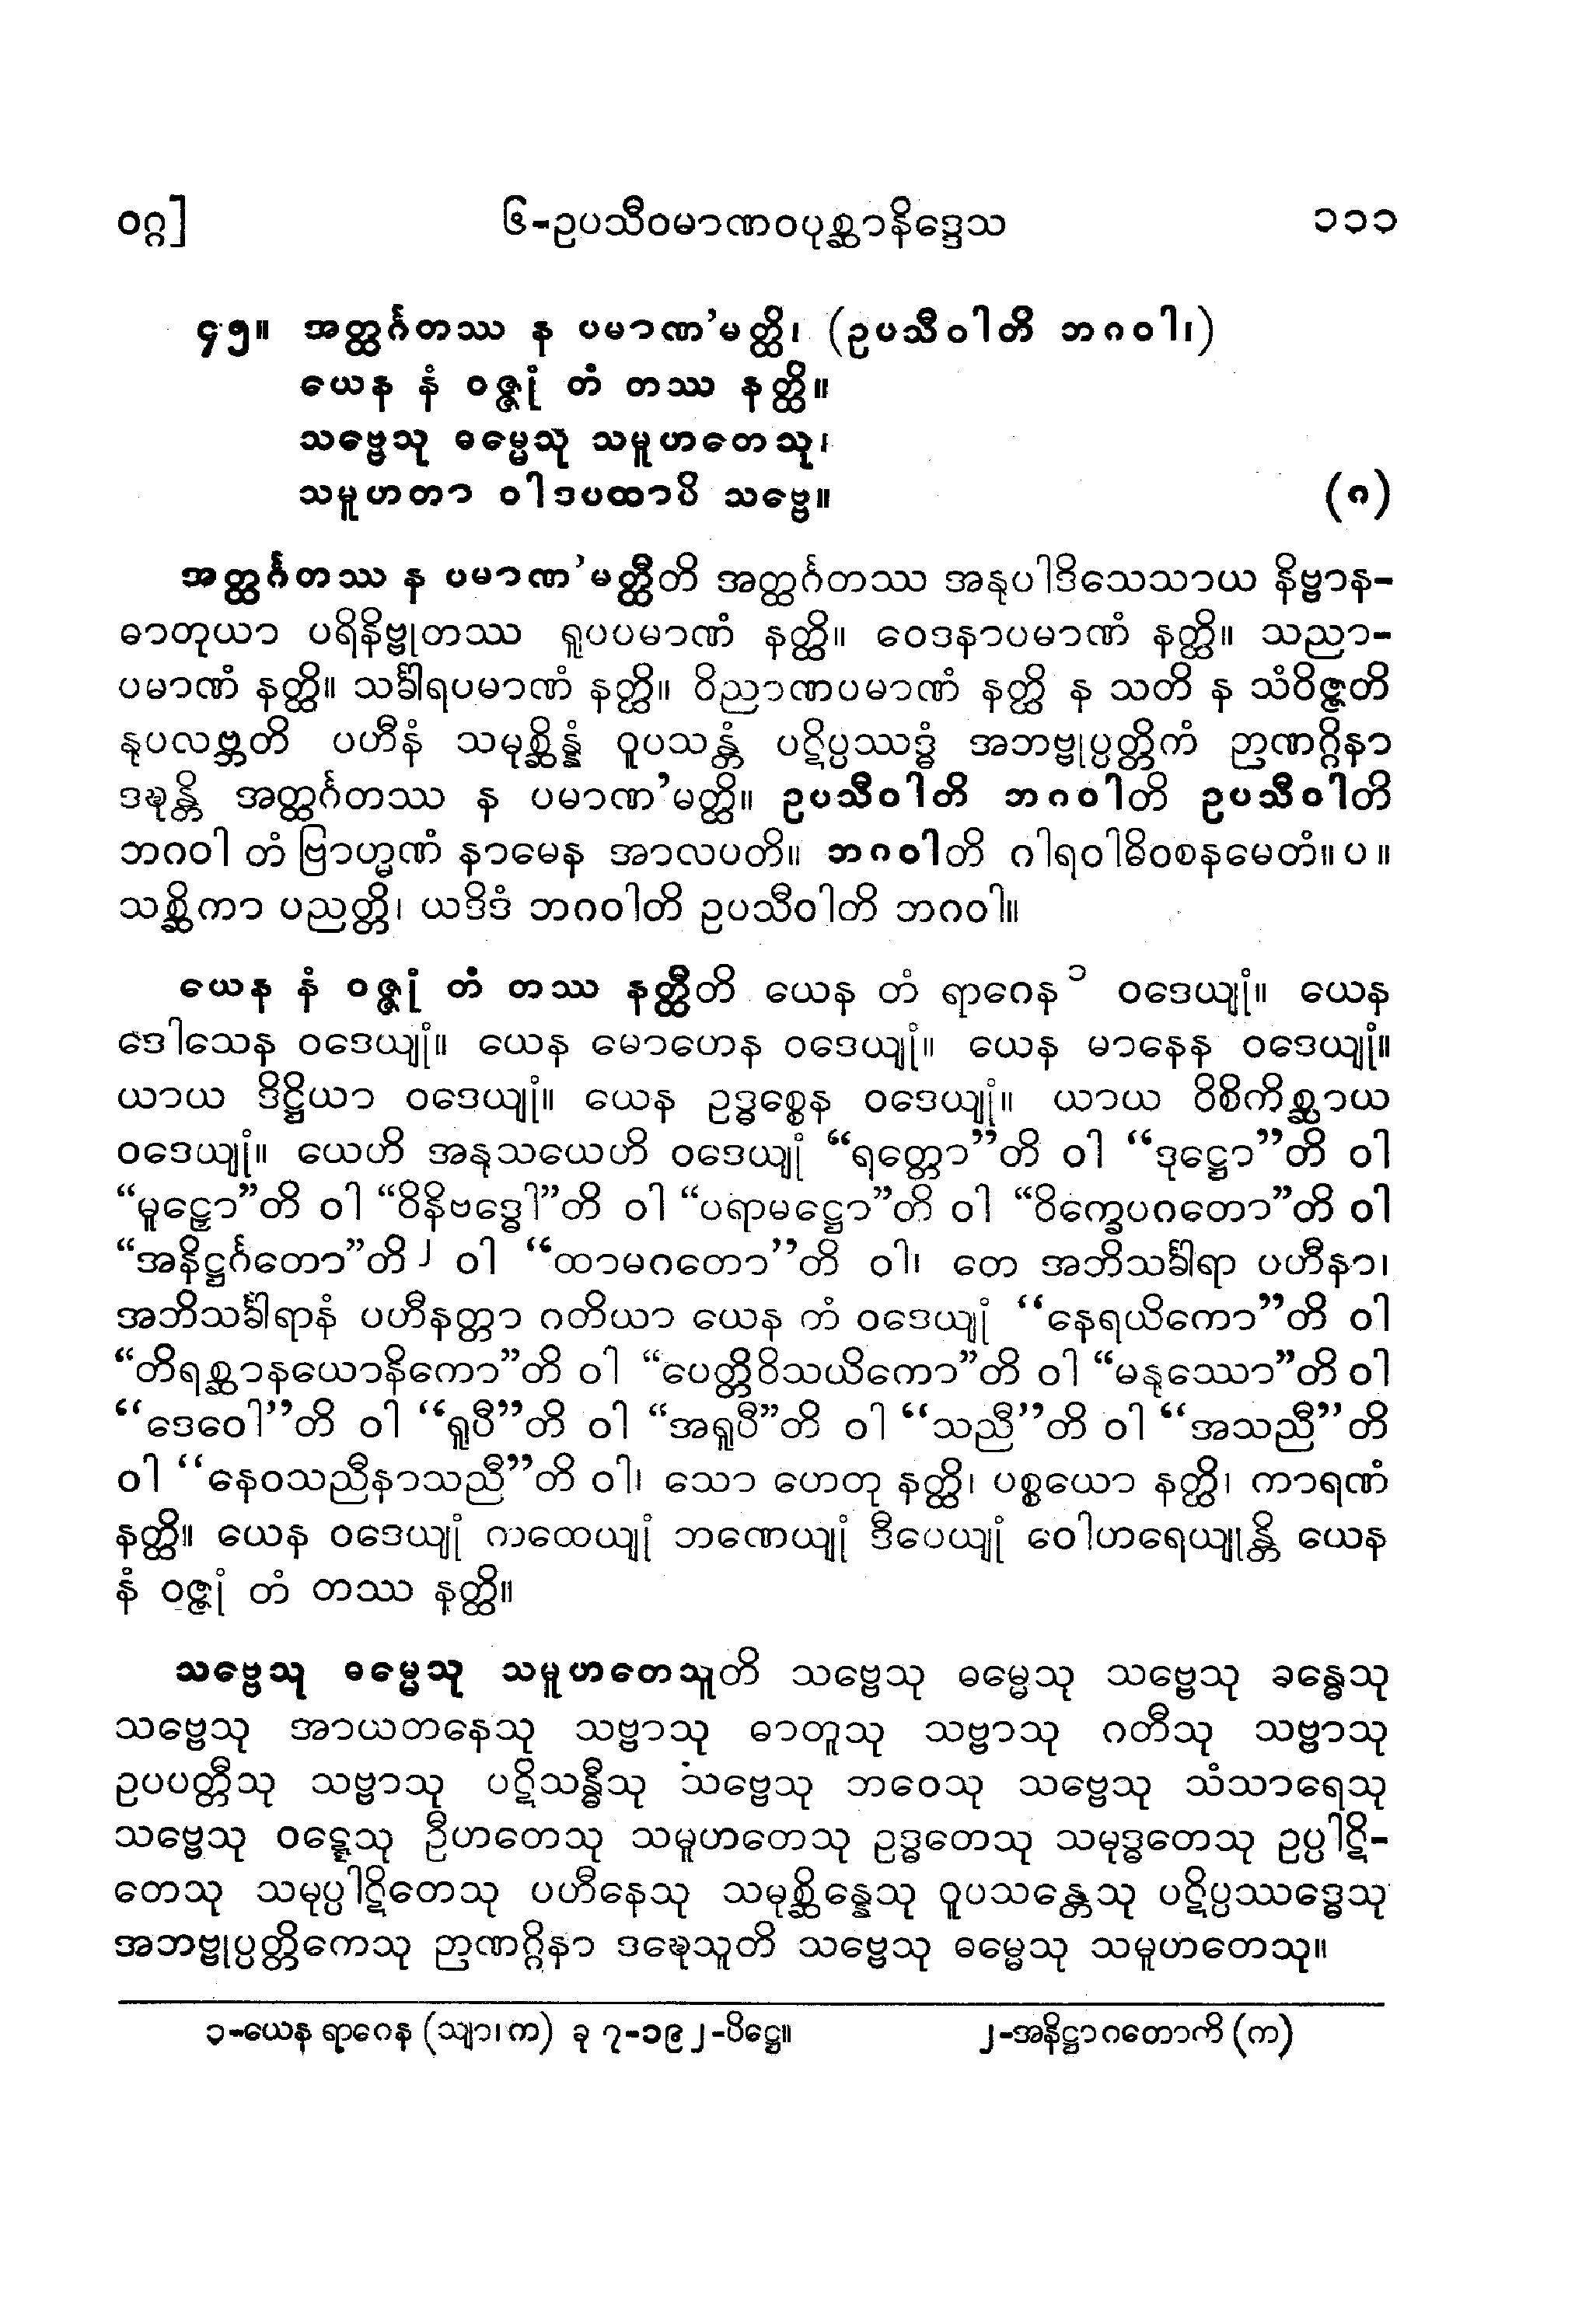 ဝဂ္ဂ]
၆-ဥပသီဝမာဏဝပုစ္ဆာနိဒ္ဒေသ
၁၁၁
၄၅။ အတ္ထင်္ဂတဿ န ပမာဏ’မတ္ထိ၊ (ဥပသီဝါတိ ဘဂဝါ၊)
ယေန နံ ဝဇ္ဇုံ တံ တဿ နတ္ထိ။
သဗ္ဗေသု ဓမ္မေသု သမူဟတေသု၊
သမူဟတာ ဝါဒပထာပိ သဗ္ဗေ။ (ဂ)
အတ္ထင်္ဂတဿ န ပမာဏ’မတ္ထီတိ အတ္ထင်္ဂတဿ အနုပါဒိသေသာယ နိဗ္ဗာန-
ဓာတုယာ ပရိနိဗ္ဗုတဿ ရူပပမာဏံ နတ္ထိ။ ဝေဒနာပမာဏံ နတ္ထိ။ သညာ-
ပမာဏံ နတ္ထိ။ သင်္ခါရပမာဏံ နတ္ထိ။ ဝိညာဏပမာဏံ နတ္ထိ န သတိ န သံဝိဇ္ဇတိ
နုပလဗ္ဘတိ ပဟီနံ သမုစ္ဆိန္နံ ဝူပသန္တံ ပဋိပ္ပဿဒ္ဓံ အဘဗ္ဗုပ္ပတ္တိကံ ဉာဏဂ္ဂိနာ
ဒဍ္ဎန္တိ အတ္ထင်္ဂတဿ န ပမာဏ’မတ္ထိ။ ဥပသီဝါတိ ဘဂဝါတိ ဥပသီဝါတိ
ဘဂဝါ တံ ဗြာဟ္မဏံ နာမေန အာလပတိ။ ဘဂဝါတိ ဂါရဝါဓိဝစနမေတံ။ ပ ။
သစ္ဆိကာ ပညတ္တိ၊ ယဒိဒံ ဘဂဝါတိ ဥပသီဝါတိ ဘဂဝါ။
ယေန နံ ဝဇ္ဇုံ တံ တဿ နတ္ထီတိ ယေန တံ ရာဂေန ၁ ဝဒေယျုံ။ ယေန
ဒေါသေန ဝဒေယျုံ။ ယေန မောဟေန ဝဒေယျုံ။ ယေန မာနေန ဝဒေယျုံ။
ယာယ ဒိဋ္ဌိယာ ဝဒေယျုံ။ ယေန ဥဒ္ဓစ္စေန ဝဒေယျုံ။ ယာယ ဝိစိကိစ္ဆာယ
ဝဒေယျုံ။ ယေဟိ အနုသယေဟိ ဝဒေယျုံ “ရတ္တော”တိ ဝါ “ဒုဋ္ဌော”တိ ဝါ
“မူဠှော”တိ ဝါ “ဝိနိဗဒ္ဓေါ”တိ ဝါ “ပရာမဋ္ဌော”တိ ဝါ “ဝိက္ခေပဂတော”တိ ဝါ
“အနိဋ္ဌင်္ဂတော”တိ ၂ ဝါ “ထာမဂတော”တိ ဝါ၊ တေ အဘိသင်္ခါရာ ပဟီနာ၊
အဘိသင်္ခါရာနံ ပဟီနတ္တာ ဂတိယာ ယေန ကံ ဝဒေယျုံ “နေရယိကော”တိ ဝါ
“တိရစ္ဆာနယောနိကော”တိ ဝါ “ပေတ္တိဝိသယိကော”တိ ဝါ “မနုဿော”တိ ဝါ
“ဒေဝေါ”တိ ဝါ “ရူပီ”တိ ဝါ “အရူပီ”တိ ဝါ “သညီ”တိ ဝါ “အသညီ”တိ
ဝါ “နေဝသညီနာသညီ”တိ ဝါ၊ သော ဟေတု နတ္ထိ၊ ပစ္စယော နတ္ထိ၊ ကာရဏံ
နတ္ထိ။ ယေန ဝဒေယျုံ ကထေယျုံ ဘဏေယျုံ ဒီပေယျုံ ဝေါဟရေယျုန္တိ ယေန
နံ ဝဇ္ဇုံ တံ တဿ နတ္ထိ။
သဗ္ဗေသု ဓမ္မေသု သမူဟတေသူတိ သဗ္ဗေသု ဓမ္မေသု သဗ္ဗေသု ခန္ဓေသု
သဗ္ဗေသု အာယတနေသု သဗ္ဗာသု ဓာတူသု သဗ္ဗာသု ဂတီသု သဗ္ဗာသု
ဥပပတ္တီသု သဗ္ဗာသု ပဋိသန္ဓီသု သဗ္ဗေသု ဘဝေသု သဗ္ဗေသု သံသာရေသု
သဗ္ဗေသု ဝဋ္ဋေသု ဦဟတေသု သမူဟတေသု ဥဒ္ဓတေသု သမုဒ္ဓတေသု ဥပ္ပါဋိ-
တေသု သမုပ္ပါဋိတေသု ပဟီနေသု သမုစ္ဆိန္နေသု ဝူပသန္တေသု ပဋိပ္ပဿဒ္ဓေသု
အဘဗ္ဗုပ္ပတ္တိကေသု ဉာဏဂ္ဂိနာ ဒဍ္ဎေသူတိ သဗ္ဗေသု ဓမ္မေသု သမူဟတေသု။
၁-ယေန ရာဂေန (သျာ၊ က) ခု ၇-၁၉၂-ပိဋ္ဌေ။
၂-အနိဋ္ဌာဂတောကိ (က)